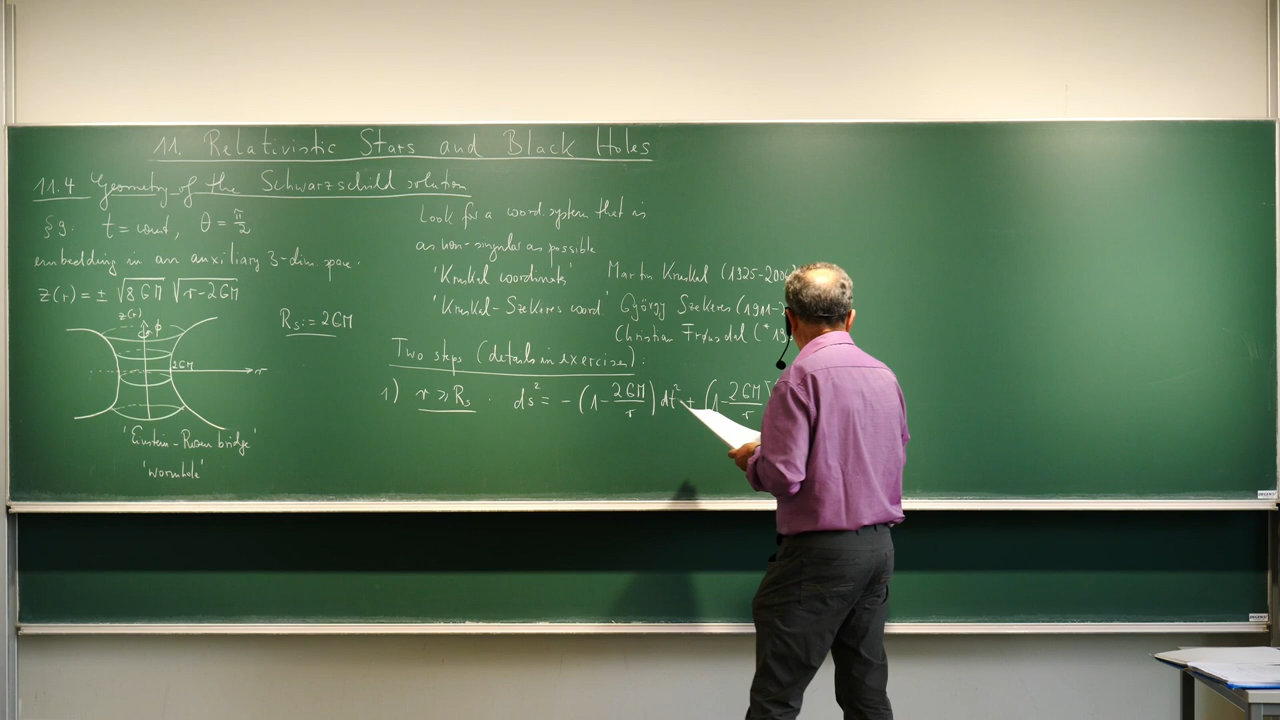 11. Relativistic Stars and Black Holes
11.4 Geometry of the Schwarzschild solution
§9: t = const, θ = π/2
embedding in an auxiliary 3-dim space.
z(r) = ± √8GM √r-2GM
z(r)
ϕ
2GM
r
'Einstein-Rosen bridge'
'wormhole'
R_S := 2GM
Look for a coord. system that is
as non-singular as possible
'Kruskal coordinates' Martin Kruskal (1925-2006
'Kruskal-Szekeres coord.' György Szekeres (1911-2
Christian Frønsdal (*19
Two steps (details in exercise):
1) r ≥ R_S : ds² = -(1-2GM/r)dt² + (1-2GM/r)